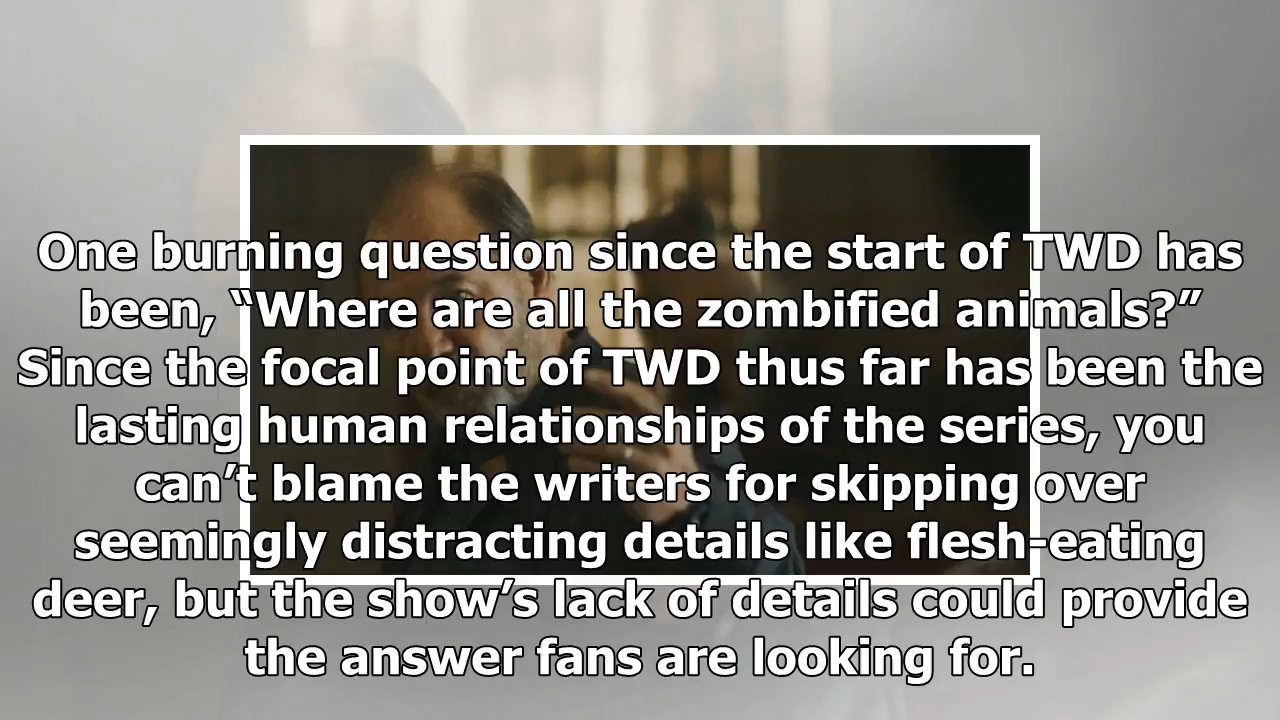 One burning question since the start of TWD has
been, “Where are all the zombified animals?”
Since the focal point of TWD thus far has been the
lasting human relationships of the series, you
can’t blame the writers for skipping over
seemingly distracting details like flesh-eating
deer, but the show’s lack of details could provide
the answer fans are looking for.